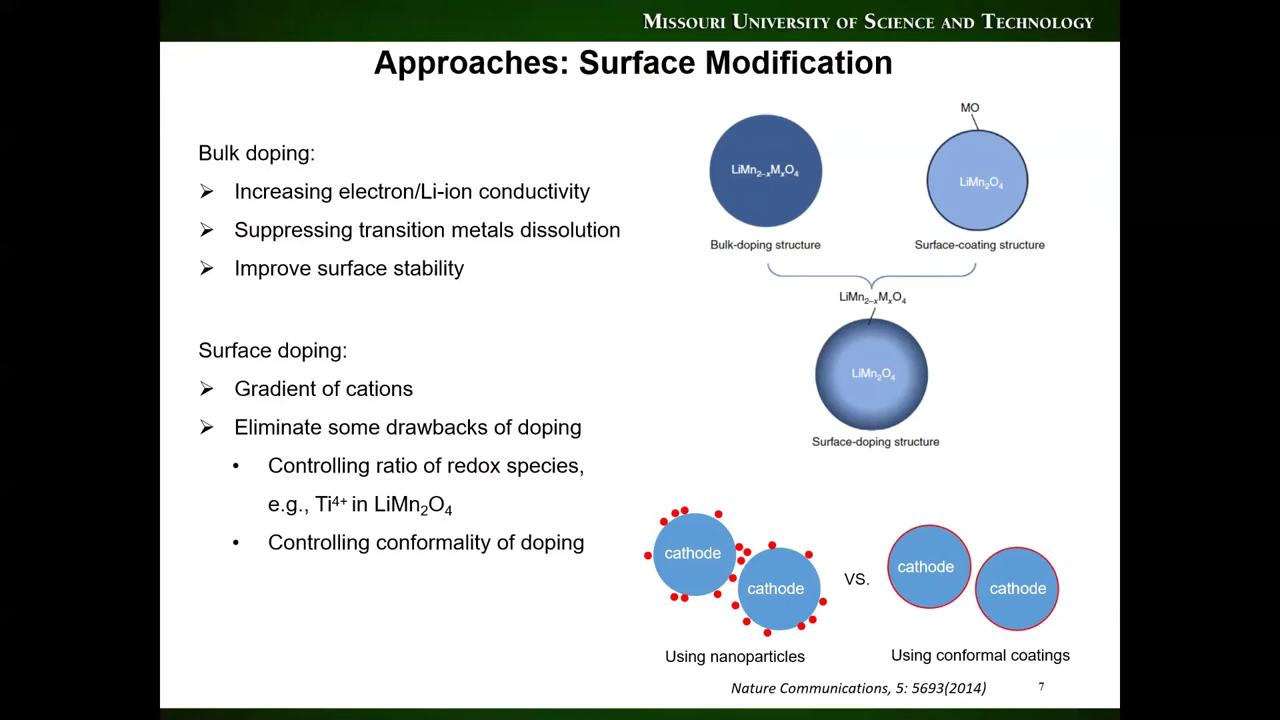 MISSOURI UNIVERSITY OF SCIENCE AND TECHNOLOGY
Approaches: Surface Modification
Bulk doping:
➢ Increasing electron/Li-ion conductivity
➢ Suppressing transition metals dissolution
➢ Improve surface stability
Surface doping:
➢ Gradient of cations
➢ Eliminate some drawbacks of doping
• Controlling ratio of redox species,
e.g., Ti⁴⁺ in LiMn₂O₄
• Controlling conformality of doping
MO
LiMn₂₋ₓMₓO₄
LiMn₂O₄
Bulk-doping structure
Surface-coating structure
LiMn₂₋ₓMₓO₄
LiMn₂O₄
Surface-doping structure
cathode
cathode
VS.
cathode
cathode
Using nanoparticles
Using conformal coatings
Nature Communications, 5: 5693(2014)
7